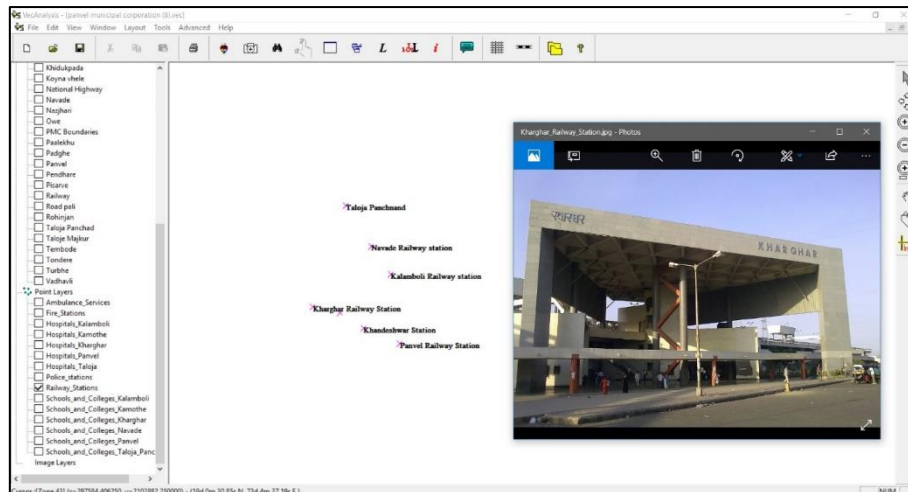 VecAnalysis - [panvel municipal corporation (8).vec]
File Edit View Window Layout Tools Advanced Help
Khidukpada
Koyna vhele
National Highway
Navade
Nagjhari
Owe
PMC Boundaries
Paalekhu
Padghe
Panvel
Pendhare
Pisarve
Railway
Road pali
Rohinjan
Taloja Panchad
Taloje Majkur
Tembode
Tondere
Turbhe
Vadhavli
Point Layers
Ambulance_Services
Fire_Stations
Hospitals_Kalamboli
Hospitals_Kamothe
Hospitals_Kharghar
Hospitals_Panvel
Hospitals_Taloja
Police_stations
Railway_Stations
Schools_and_Colleges_Kalamboli
Schools_and_Colleges_Kamothe
Schools_and_Colleges_Kharghar
Schools_and_Colleges_Navade
Schools_and_Colleges_Panvel
Schools_and_Colleges_Taloja_Panc
Image Layers
Taloja Panchnand
Navade Railway station
Kalamboli Railway station
Kharghar Railway Station
Khandeshwar Station
Panvel Railway Station
Kharghar_Railway_Station.jpg - Photos
खारघर
KHARGHAR
NUM